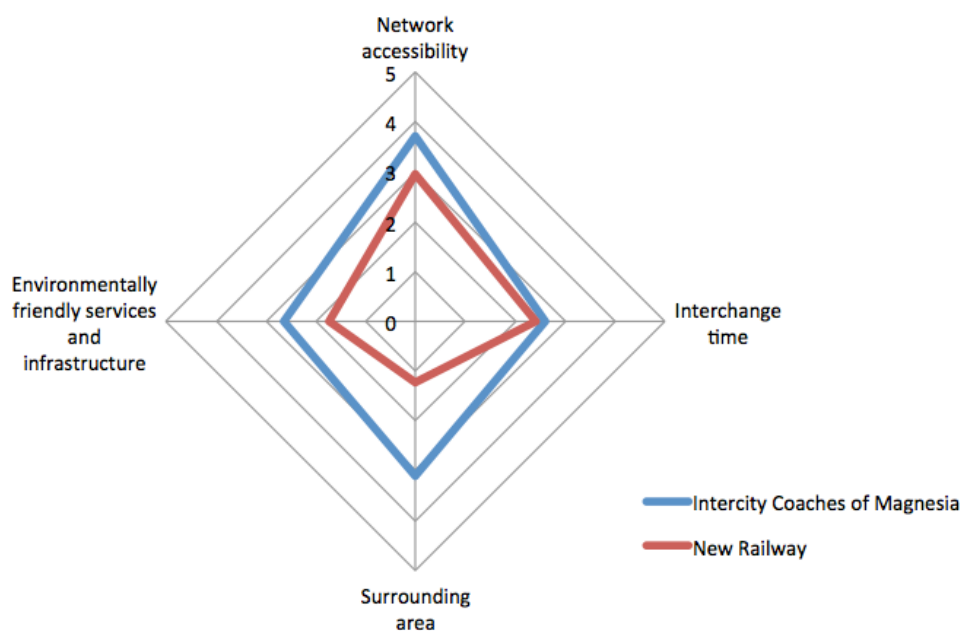 Network
accessibility
5
4
3
2
1
0
Environmentally
friendly services
and
infrastructure
Interchange
time
Intercity Coaches of Magnesia
New Railway
Surrounding
area